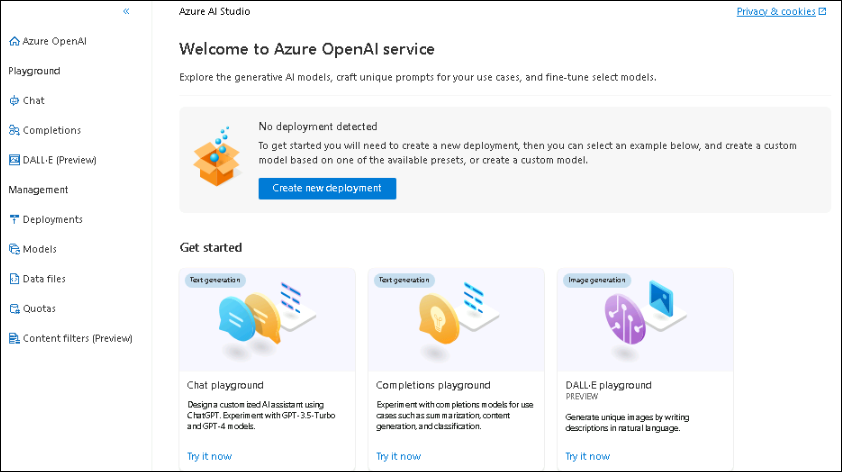 «
Azure OpenAI
Playground
Chat
Completions
DALL·E (Preview)
Management
Deployments
Models
Data files
Quotas
Content filters (Preview)
Azure AI Studio
Privacy & cookies
Welcome to Azure OpenAI service
Explore the generative AI models, craft unique prompts for your use cases, and fine-tune select models.
No deployment detected
To get started you will need to create a new deployment, then you can select an example below, and create a custom
model based on one of the available presets, or create a custom model.
Create new deployment
Get started
Text generation
Chat playground
Design a customized AI assistant using
ChatGPT. Experiment with GPT-3.5-Turbo
and GPT-4 models.
Try it now
Text generation
Completions playground
Experiment with completions models for use
cases such as summarization, content
generation, and classification.
Try it now
Image generation
DALL·E playground
PREVIEW
Generate unique images by writing
descriptions in natural language.
Try it now